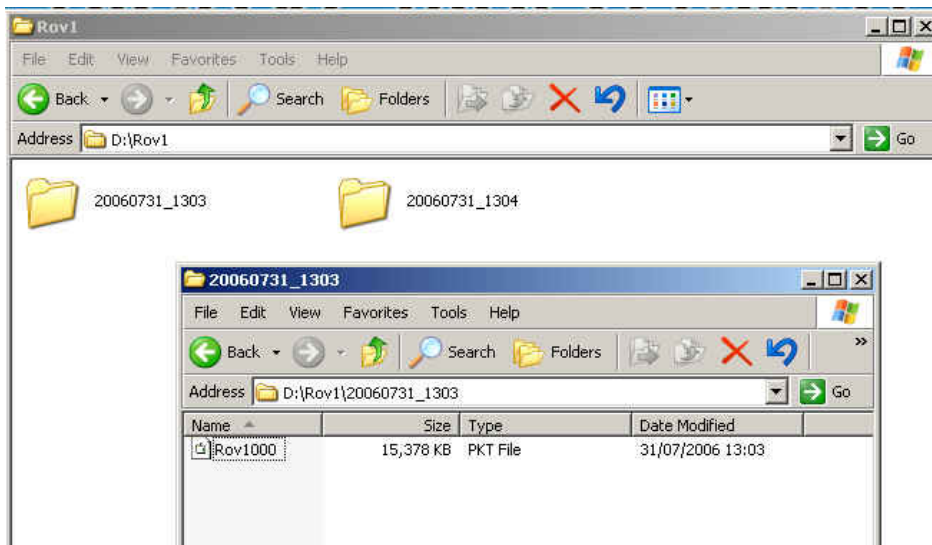 Rov1
File Edit View Favorites Tools Help
Back Search Folders
Address D:\Rov1 Go
20060731_1303 20060731_1304
20060731_1303
File Edit View Favorites Tools Help
Back Search Folders »
Address D:\Rov1\20060731_1303 Go
Name Size Type Date Modified
Rov1000 15,378 KB PKT File 31/07/2006 13:03